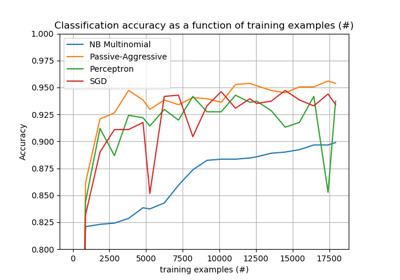 Classification accuracy as a function of training examples (#)
1.000
0.975
0.950
0.925
0.900
0.875
0.850
0.825
0.800
Accuracy
NB Multinomial
Passive-Aggressive
Perceptron
SGD
0 2500 5000 7500 10000 12500 15000 17500
training examples (#)